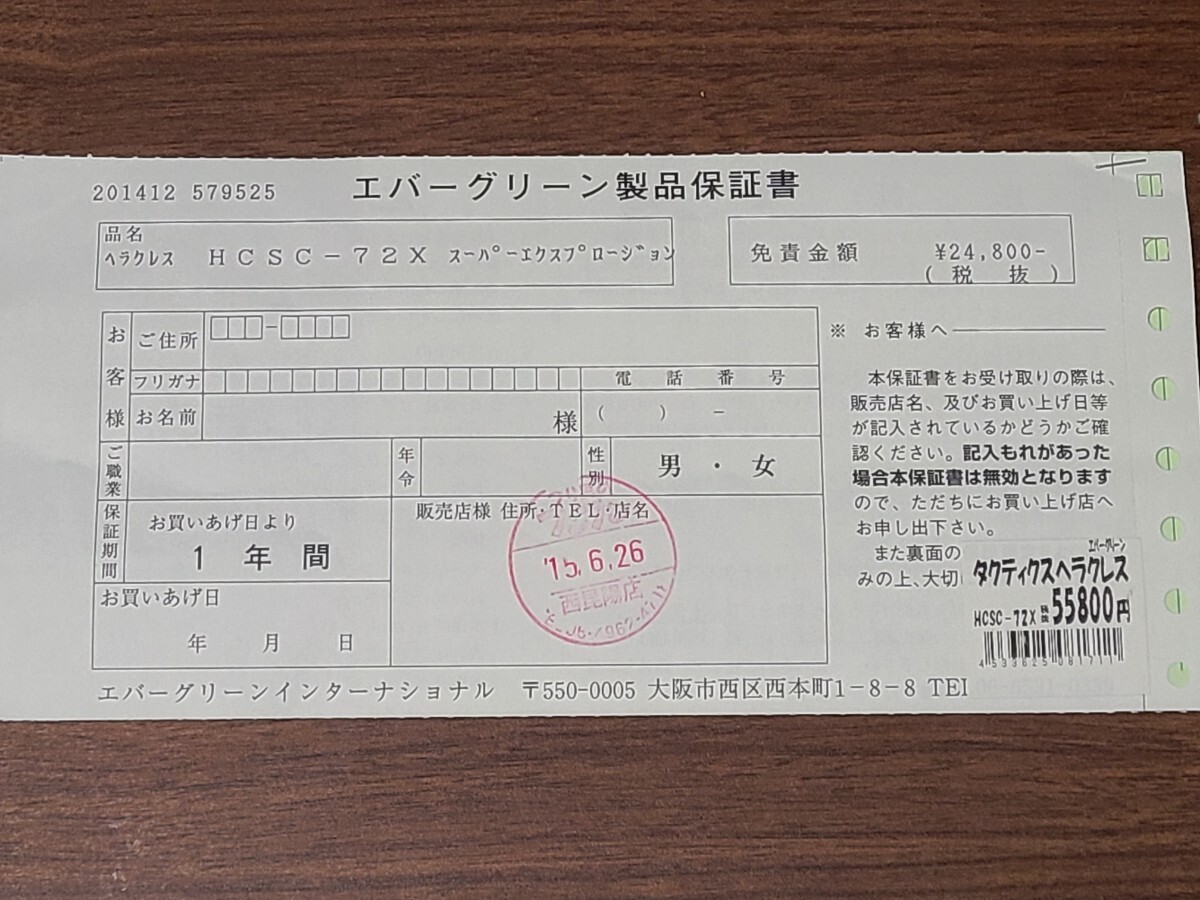 201412 579525
エバーグリーン製品保証書
品名
ﾍﾗｸﾚｽ HCSC-72X ｽｰﾊﾟｰｴｸｽﾌﾟﾛｰｼﾞｮﾝ
免責金額 ¥24,800-
(税 抜)
お客様
ご住所 □□□-□□□□
フリガナ
電話番号
お名前 様 ( ) -
ご職業
年令
性別
男・女
保証期間
お買いあげ日より
1年間
お買いあげ日
年 月 日
販売店様 住所・TEL・店名
'15.6.26
西昆陽店
※ お客様へ
本保証書をお受け取りの際は、
販売店名、及びお買い上げ日等
が記入されているかどうかご確
認ください。記入もれがあった
場合本保証書は無効となります
ので、ただちにお買い上げ店へ
お申し出下さい。
また裏面の
みの上、大切
エバーグリーン
タクティクスヘラクレス
HCSC-72X 55800円
4533625081711
エバーグリーンインターナショナル 〒550-0005 大阪市西区西本町1-8-8 TEL